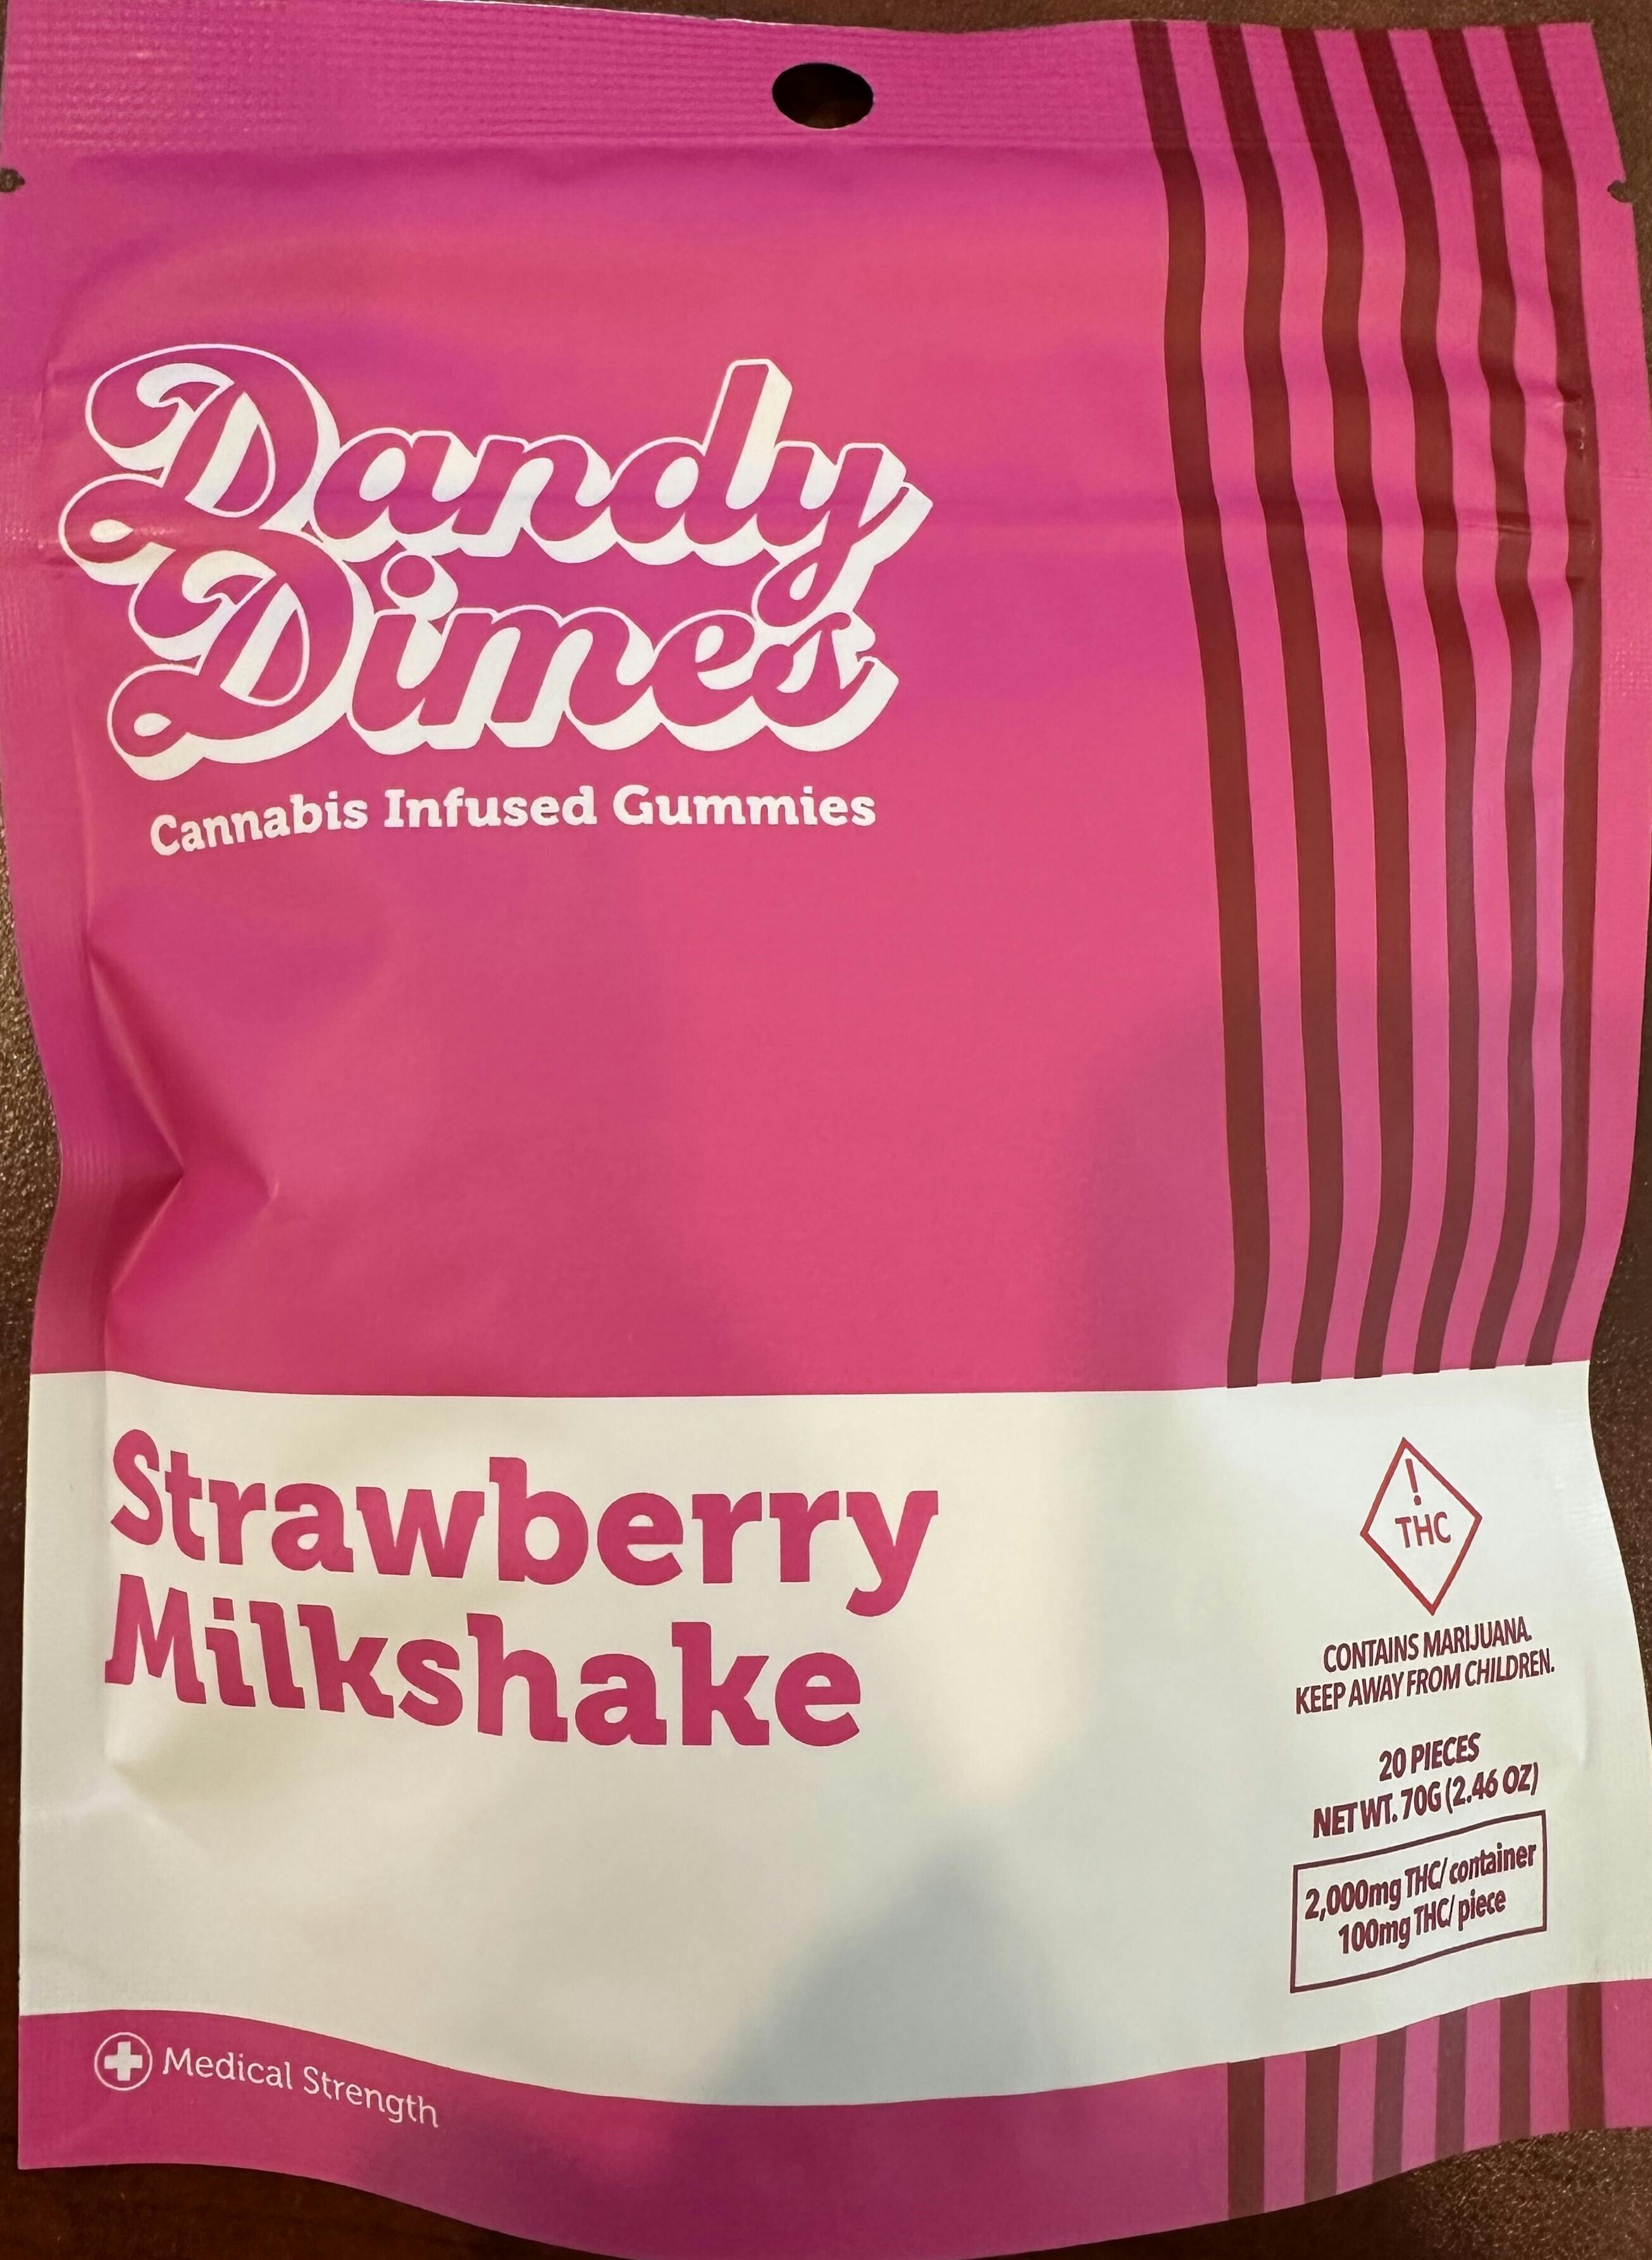 Dandy
Dimes
Cannabis Infused Gummies
Strawberry
Milkshake
!
THC
CONTAINS MARIJUANA.
KEEP AWAY FROM CHILDREN.
20 PIECES
NET WT. 70G (2.46 OZ)
2,000mg THC/ container
100mg THC/ piece
Medical Strength